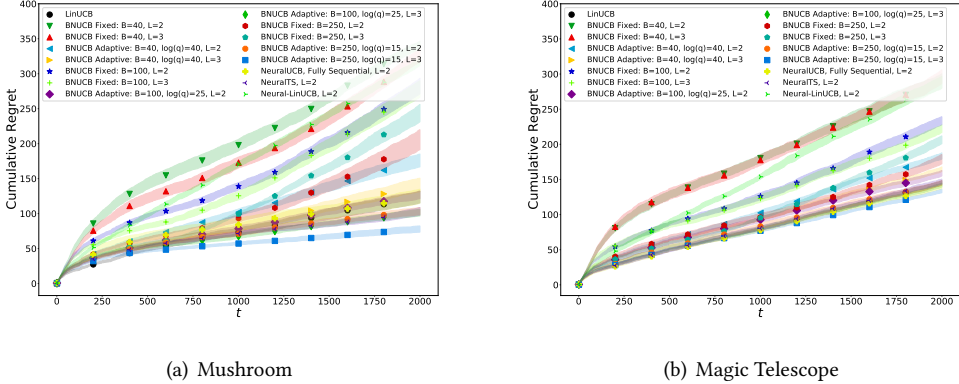 400
350
300
250
200
150
100
50
0
Cumulative Regret
LinUCB
BNUCB Fixed: B=40, L=2
BNUCB Fixed: B=40, L=3
BNUCB Adaptive: B=40, log(q)=40, L=2
BNUCB Adaptive: B=40, log(q)=40, L=3
BNUCB Fixed: B=100, L=2
BNUCB Fixed: B=100, L=3
BNUCB Adaptive: B=100, log(q)=25, L=2
BNUCB Adaptive: B=100, log(q)=25, L=3
BNUCB Fixed: B=250, L=2
BNUCB Fixed: B=250, L=3
BNUCB Adaptive: B=250, log(q)=15, L=2
BNUCB Adaptive: B=250, log(q)=15, L=3
NeuralUCB, Fully Sequential, L=2
NeuralTS, L=2
Neural-LinUCB, L=2
0 250 500 750 1000 1250 1500 1750 2000
t
(a) Mushroom
400
350
300
250
200
150
100
50
0
Cumulative Regret
LinUCB
BNUCB Fixed: B=40, L=2
BNUCB Fixed: B=40, L=3
BNUCB Adaptive: B=40, log(q)=40, L=2
BNUCB Adaptive: B=40, log(q)=40, L=3
BNUCB Fixed: B=100, L=2
BNUCB Fixed: B=100, L=3
BNUCB Adaptive: B=100, log(q)=25, L=2
BNUCB Adaptive: B=100, log(q)=25, L=3
BNUCB Fixed: B=250, L=2
BNUCB Fixed: B=250, L=3
BNUCB Adaptive: B=250, log(q)=15, L=2
BNUCB Adaptive: B=250, log(q)=15, L=3
NeuralUCB, Fully Sequential, L=2
NeuralTS, L=2
Neural-LinUCB, L=2
0 250 500 750 1000 1250 1500 1750 2000
t
(b) Magic Telescope